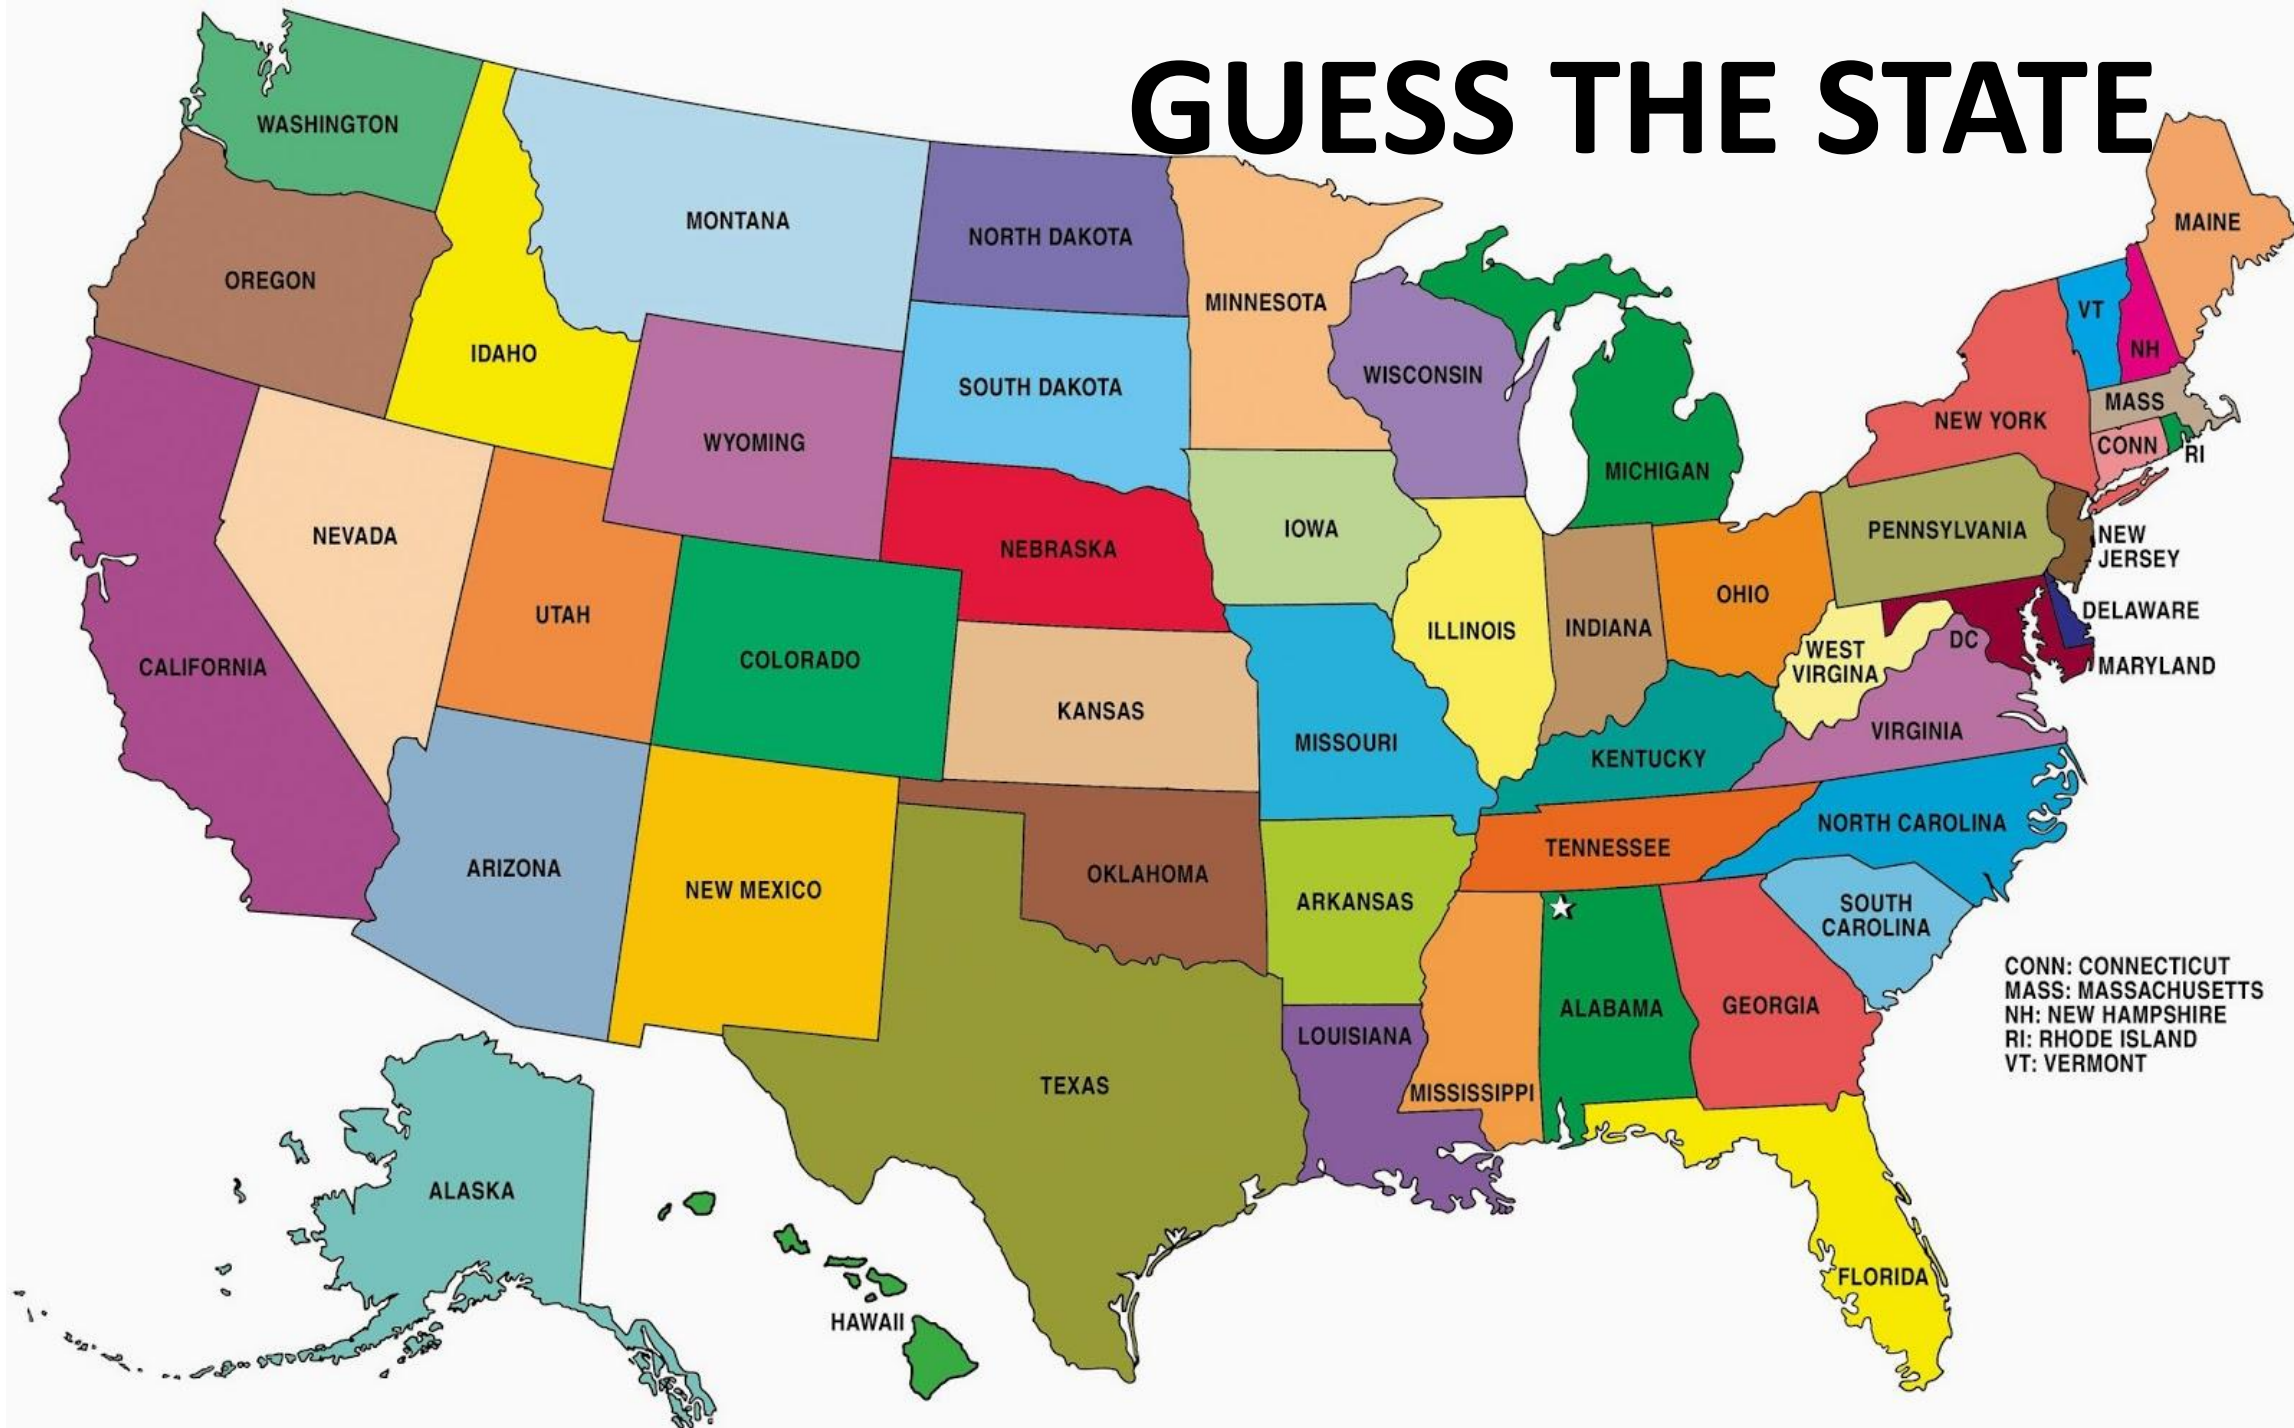 GUESS THE STATE
WASHINGTON
MONTANA
NORTH DAKOTA
MINNESOTA
MAINE
OREGON
IDAHO
WYOMING
SOUTH DAKOTA
WISCONSIN
MICHIGAN
NEW YORK
VT
NH
MASS
CONN
RI
NEVADA
UTAH
COLORADO
NEBRASKA
IOWA
ILLINOIS
INDIANA
OHIO
PENNSYLVANIA
NEW
JERSEY
DELAWARE
MARYLAND
DC
WEST
VIRGINA
VIRGINIA
CALIFORNIA
KANSAS
MISSOURI
KENTUCKY
ARIZONA
NEW MEXICO
OKLAHOMA
ARKANSAS
TENNESSEE
NORTH CAROLINA
SOUTH
CAROLINA
TEXAS
LOUISIANA
MISSISSIPPI
ALABAMA
GEORGIA
FLORIDA
ALASKA
HAWAII
CONN: CONNECTICUT
MASS: MASSACHUSETTS
NH: NEW HAMPSHIRE
RI: RHODE ISLAND
VT: VERMONT